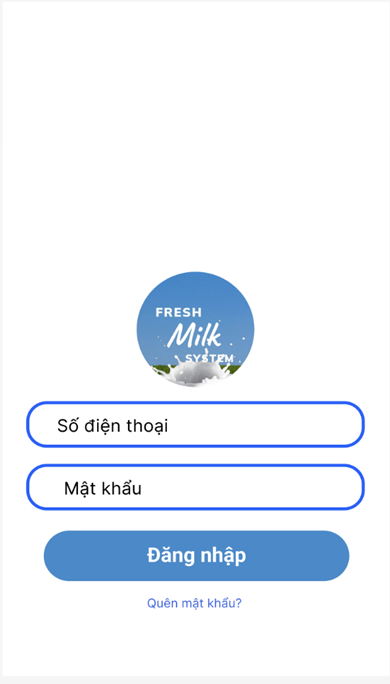 FRESH
Milk
SYSTEM
Số điện thoại
Mật khẩu
Đăng nhập
Quên mật khẩu?